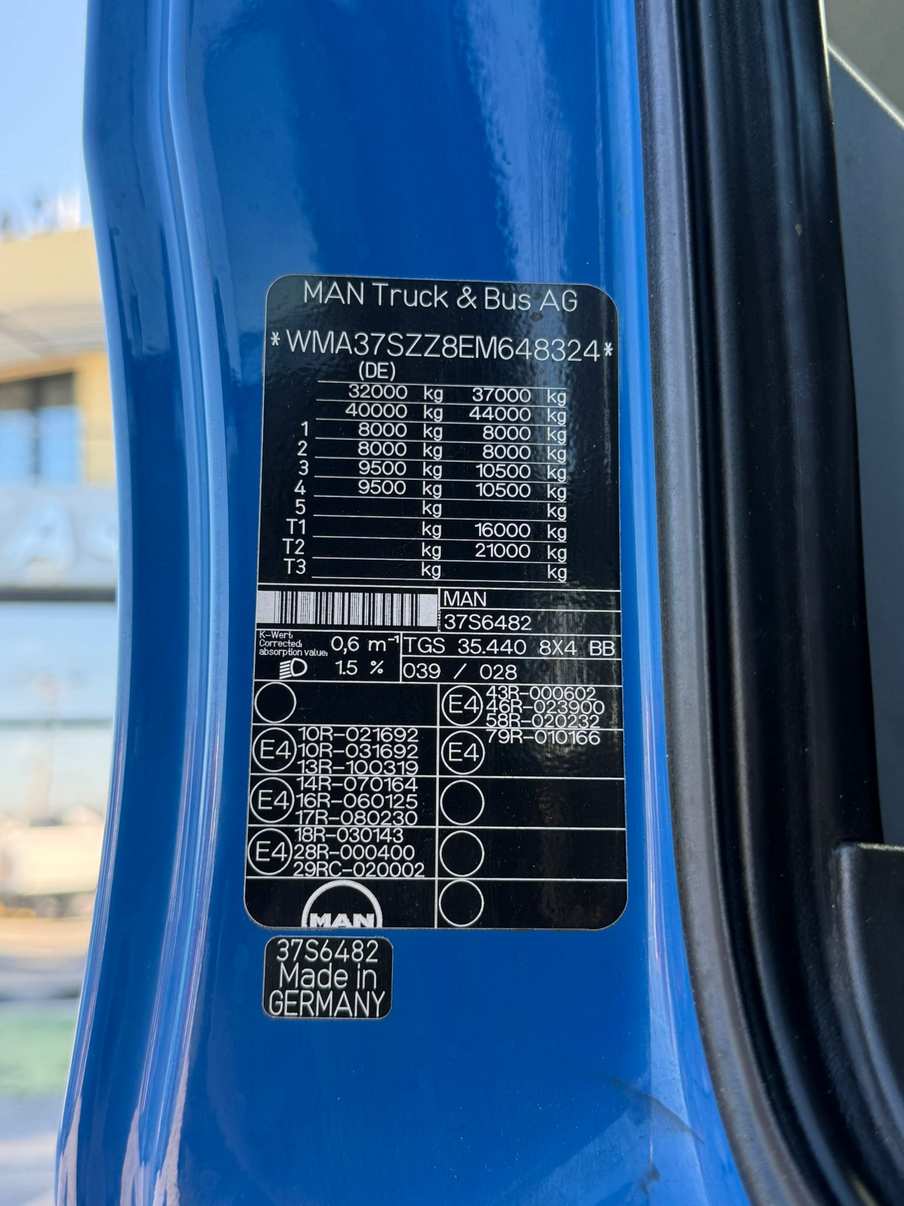 MAN Truck & Bus AG
*WMA37SZZ8EM648324*
(DE)
32000 kg 37000 kg
40000 kg 44000 kg
1 8000 kg 8000 kg
2 8000 kg 8000 kg
3 9500 kg 10500 kg
4 9500 kg 10500 kg
5 kg kg
T1 kg 16000 kg
T2 kg 21000 kg
T3 kg kg
MAN
37S6482
K-Wert:
Corrected:
absorption value:
0,6 m-1
TGS 35.440 8X4 BB
1.5 %
039 / 028
E4
43R-000602
46R-023900
58R-020232
E4
10R-021692
10R-031692
13R-100319
E4
79R-010166
E4
14R-070164
16R-060125
17R-080230
E4
18R-030143
28R-000400
29RC-020002
MAN
37S6482
Made in
GERMANY